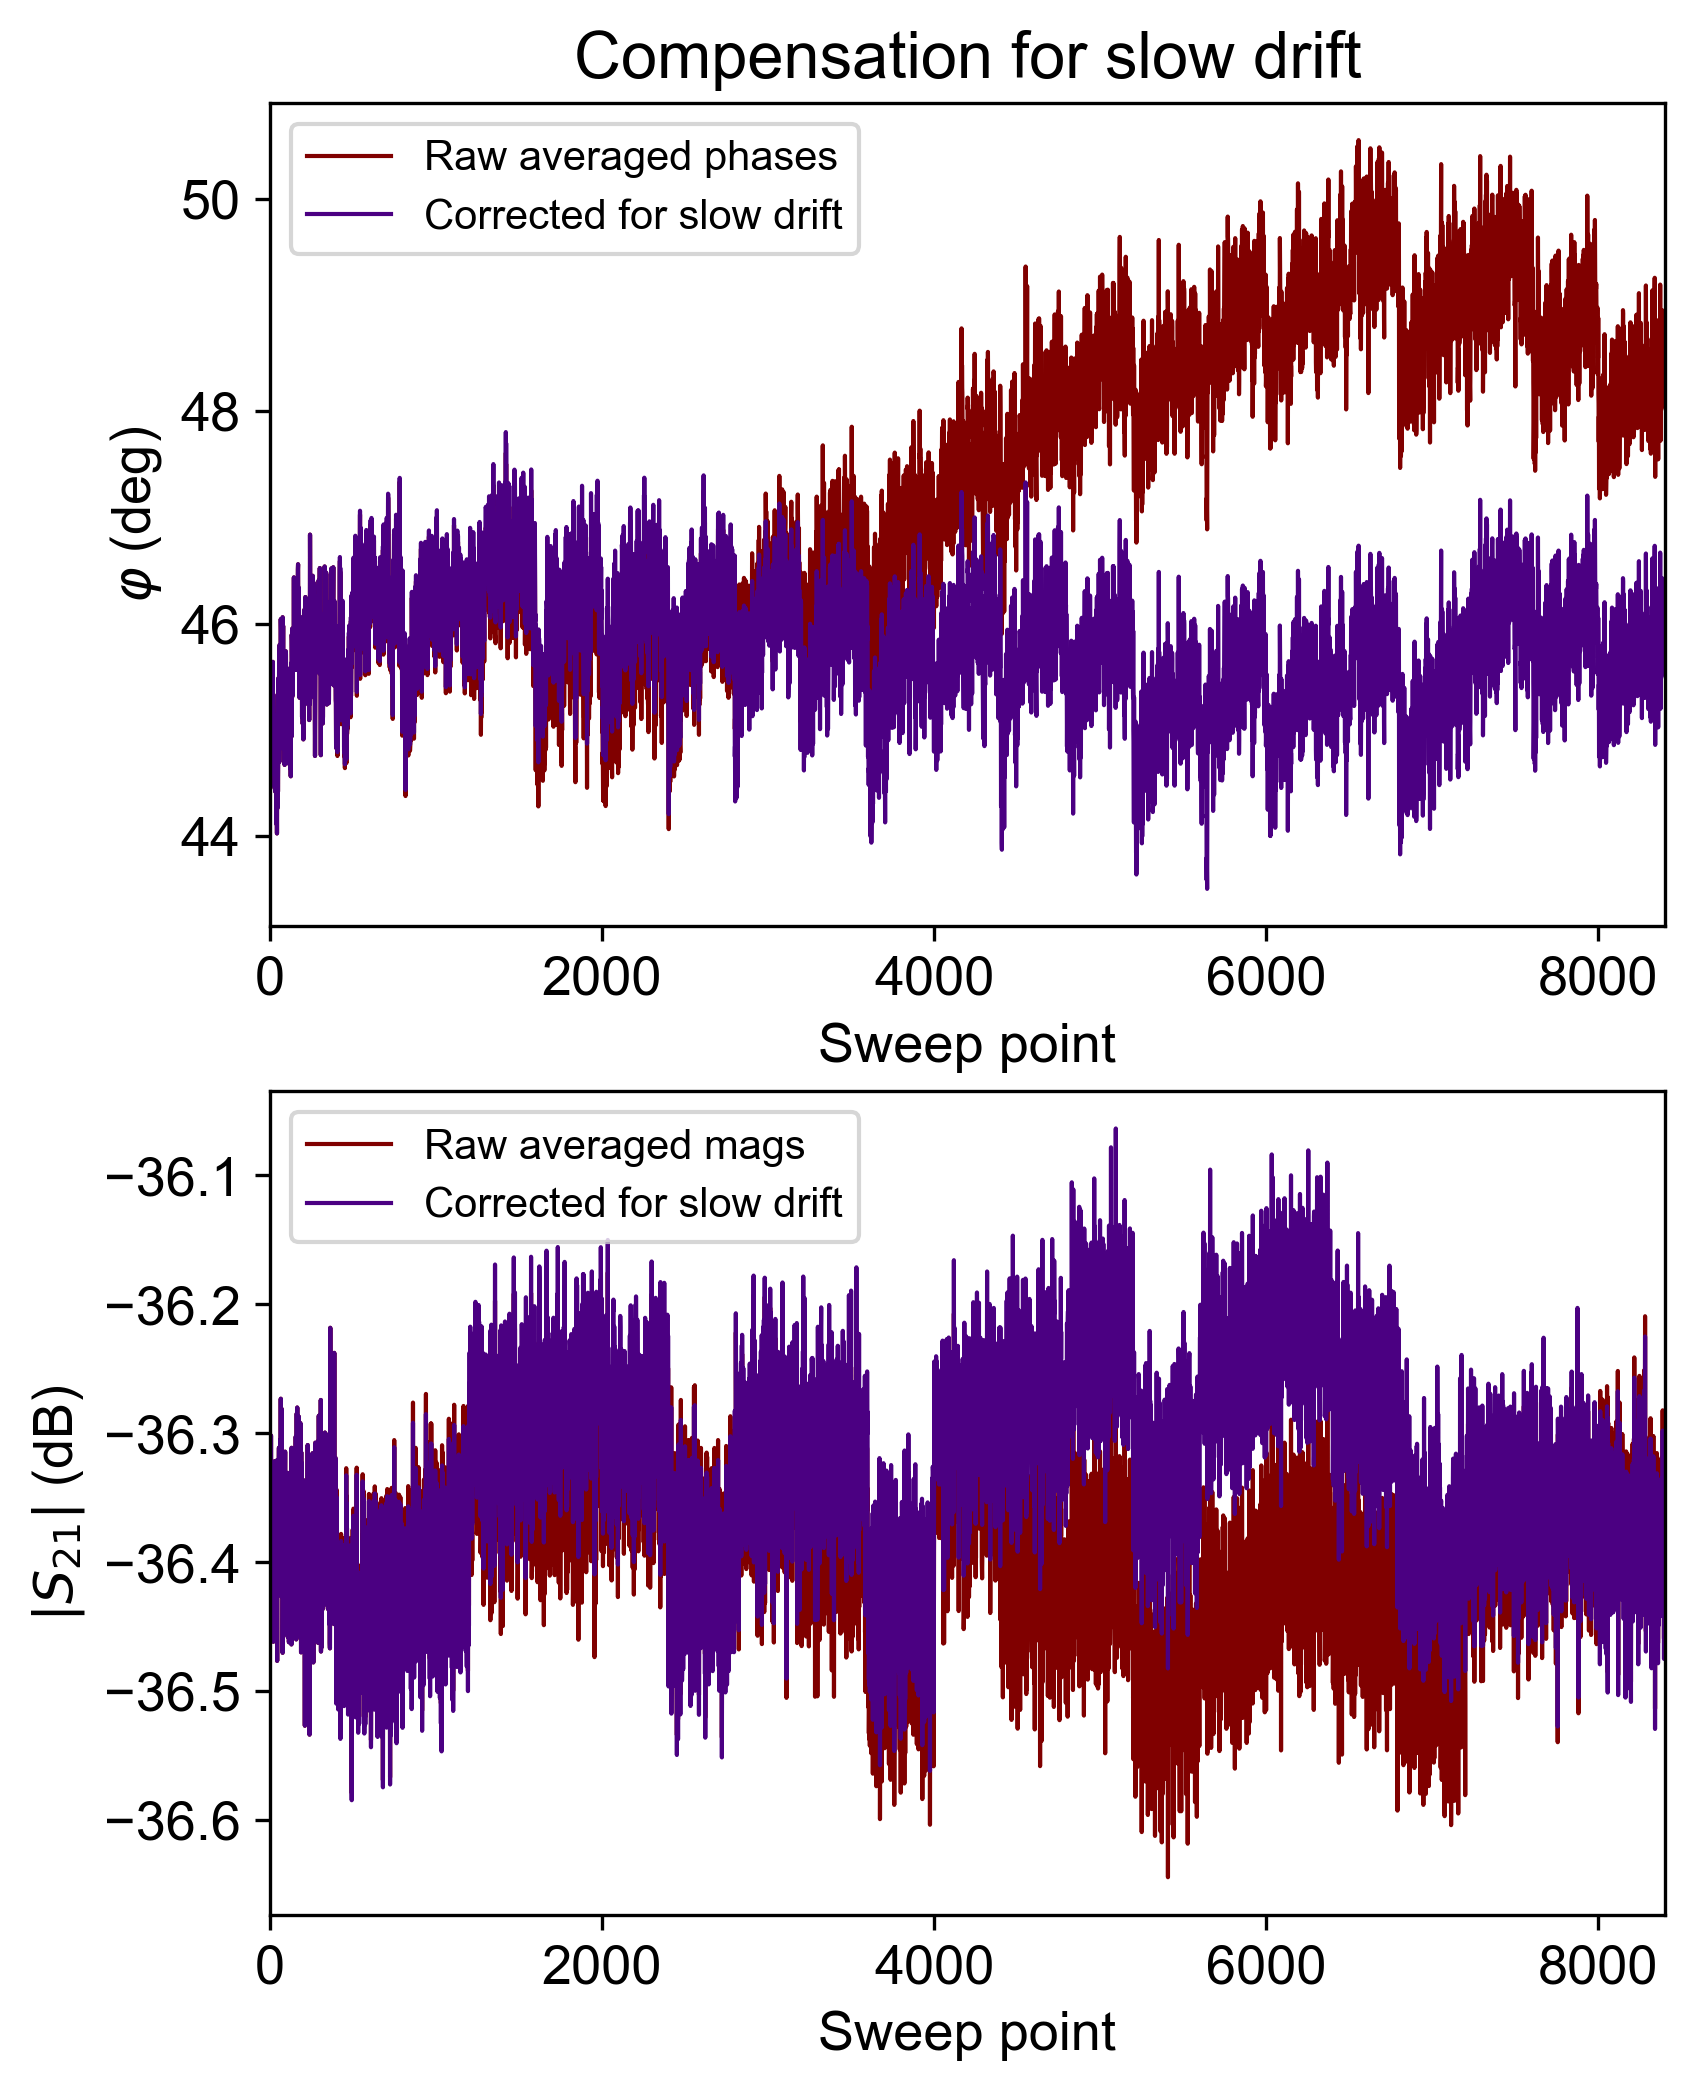 Compensation for slow drift
Raw averaged phases
Corrected for slow drift
50
48
46
44
φ (deg)
0 2000 4000 6000 8000
Sweep point
Raw averaged mags
Corrected for slow drift
−36.1
−36.2
−36.3
−36.4
−36.5
−36.6
|S₂₁| (dB)
0 2000 4000 6000 8000
Sweep point